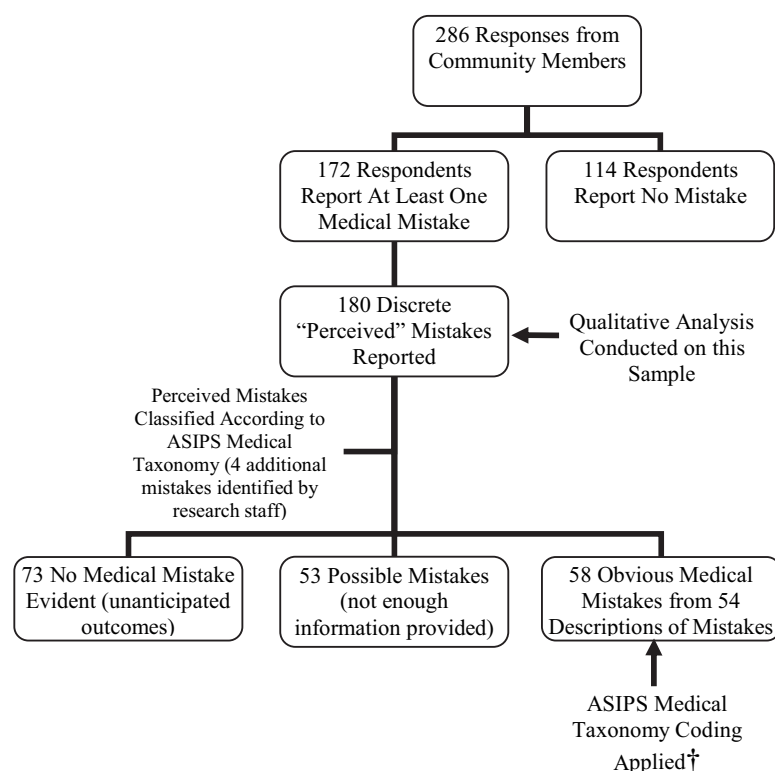 286 Responses from
Community Members
172 Respondents
Report At Least One
Medical Mistake
114 Respondents
Report No Mistake
180 Discrete
“Perceived” Mistakes
Reported
Qualitative Analysis
Conducted on this
Sample
Perceived Mistakes
Classified According to
ASIPS Medical
Taxonomy (4 additional
mistakes identified by
research staff)
73 No Medical Mistake
Evident (unanticipated
outcomes)
53 Possible Mistakes
(not enough
information provided)
58 Obvious Medical
Mistakes from 54
Descriptions of Mistakes
ASIPS Medical
Taxonomy Coding
Applied†